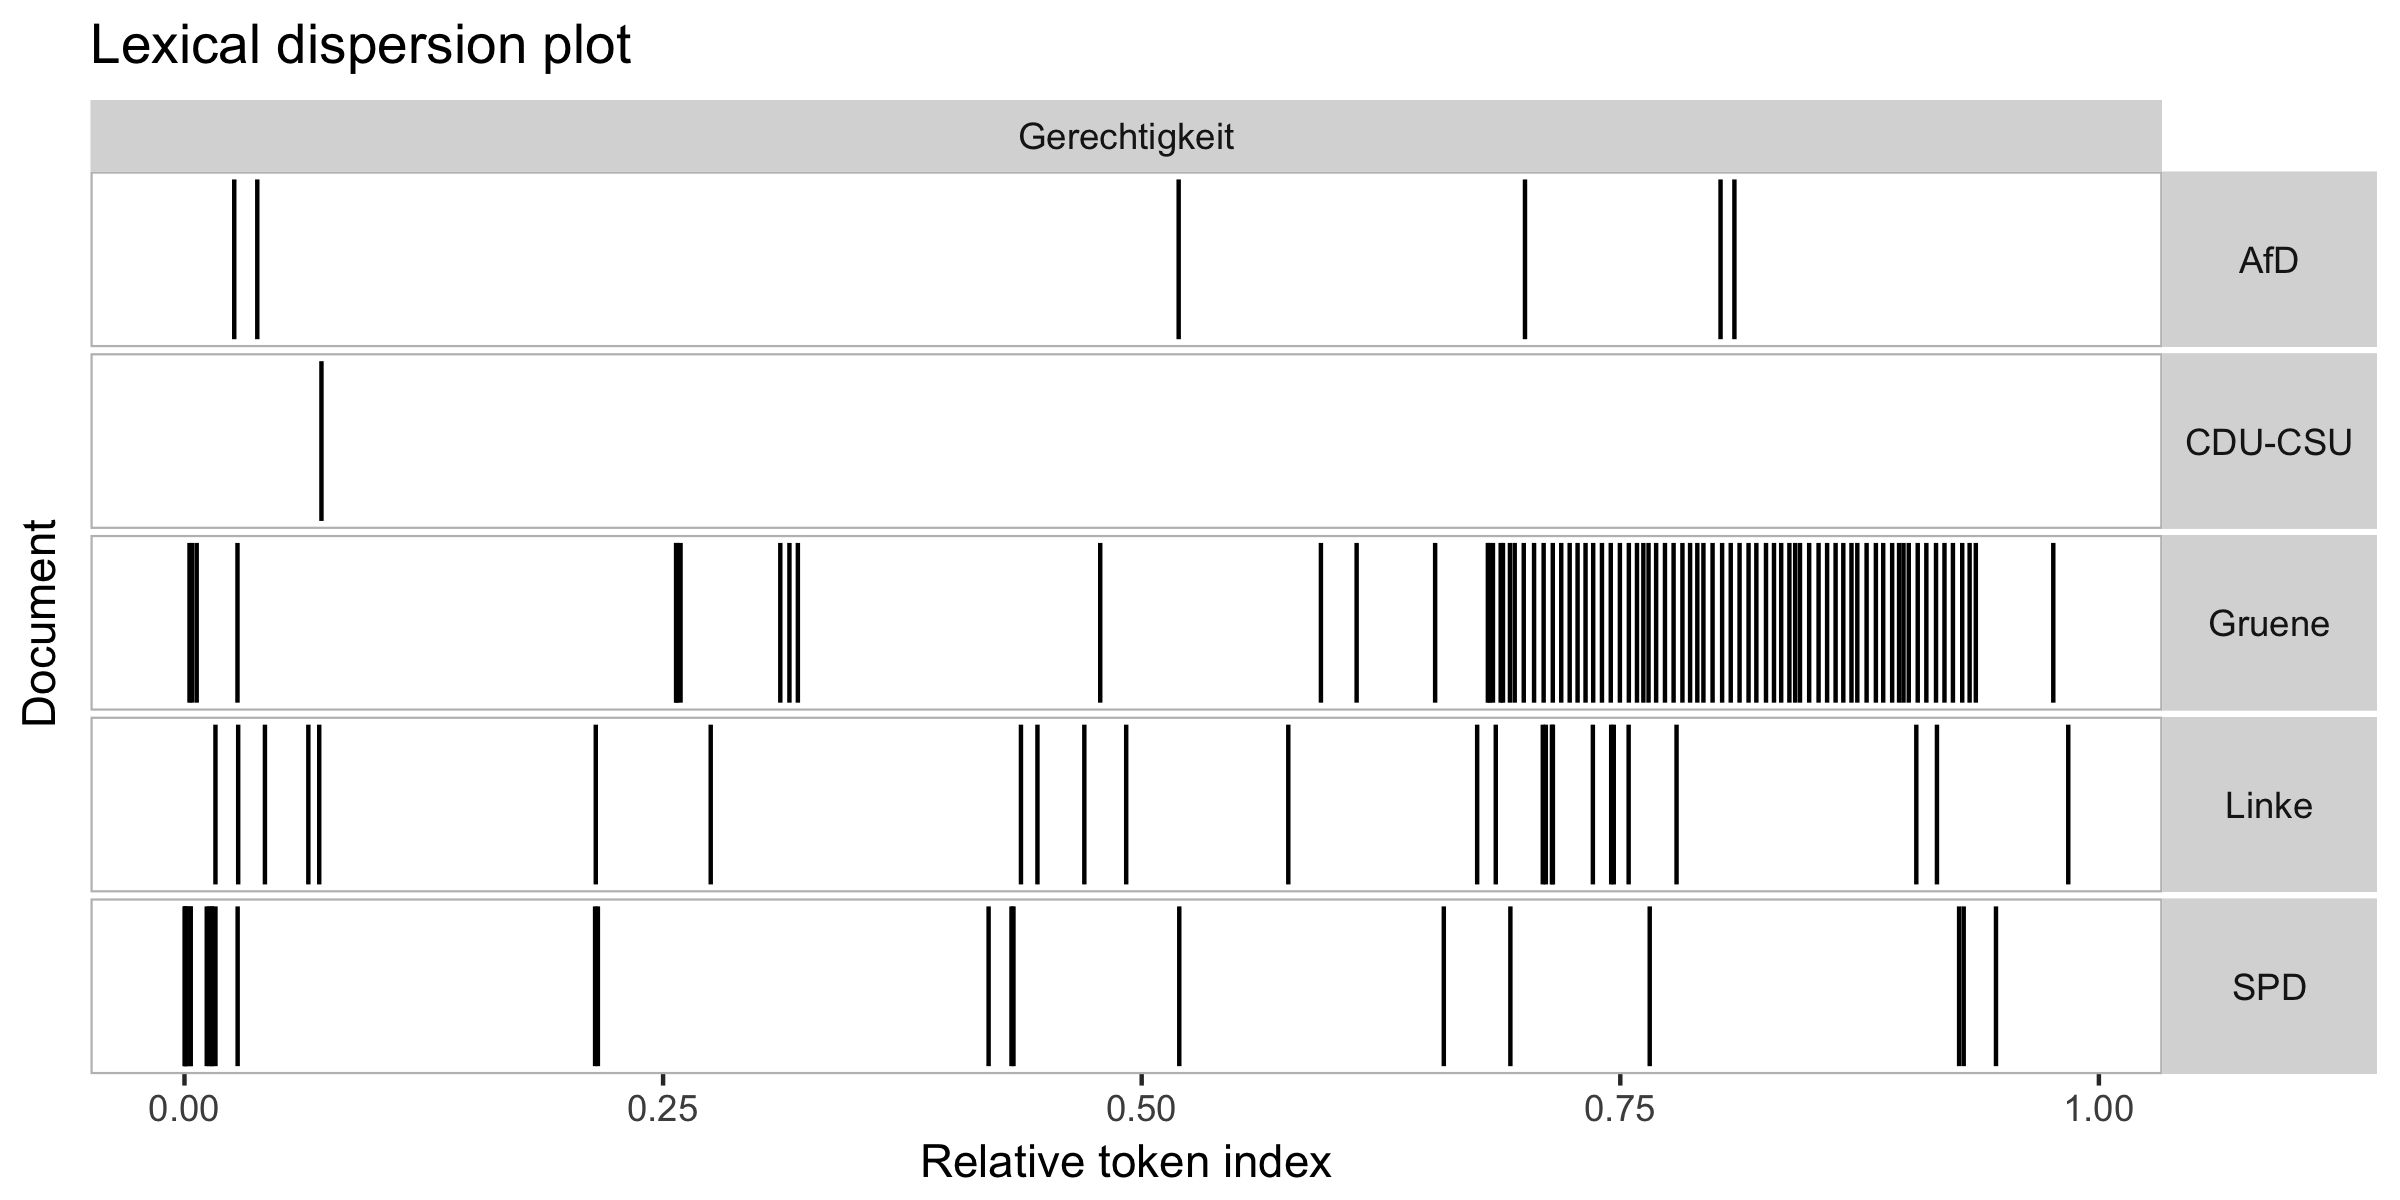 Lexical dispersion plot
Gerechtigkeit
AfD
CDU-CSU
Gruene
Linke
SPD
Document
0.00 0.25 0.50 0.75 1.00
Relative token index